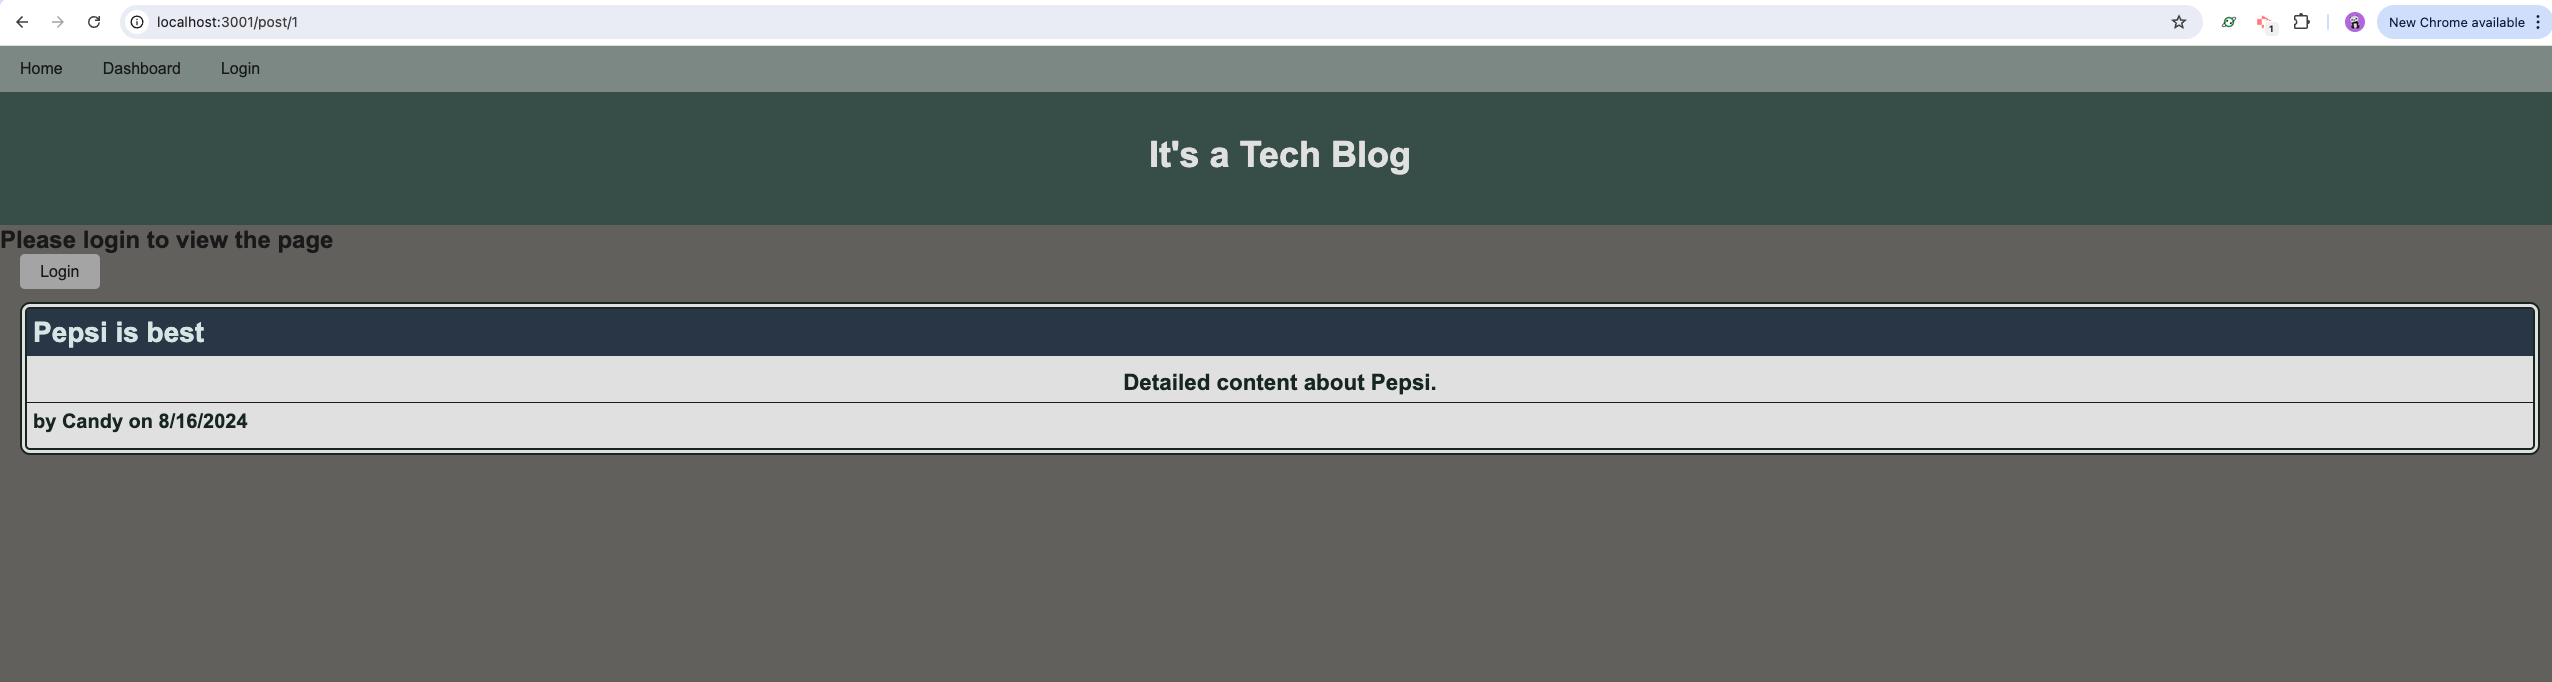 localhost:3001/post/1
1
New Chrome available
Home Dashboard Login
It's a Tech Blog
Please login to view the page
Login
Pepsi is best
Detailed content about Pepsi.
by Candy on 8/16/2024